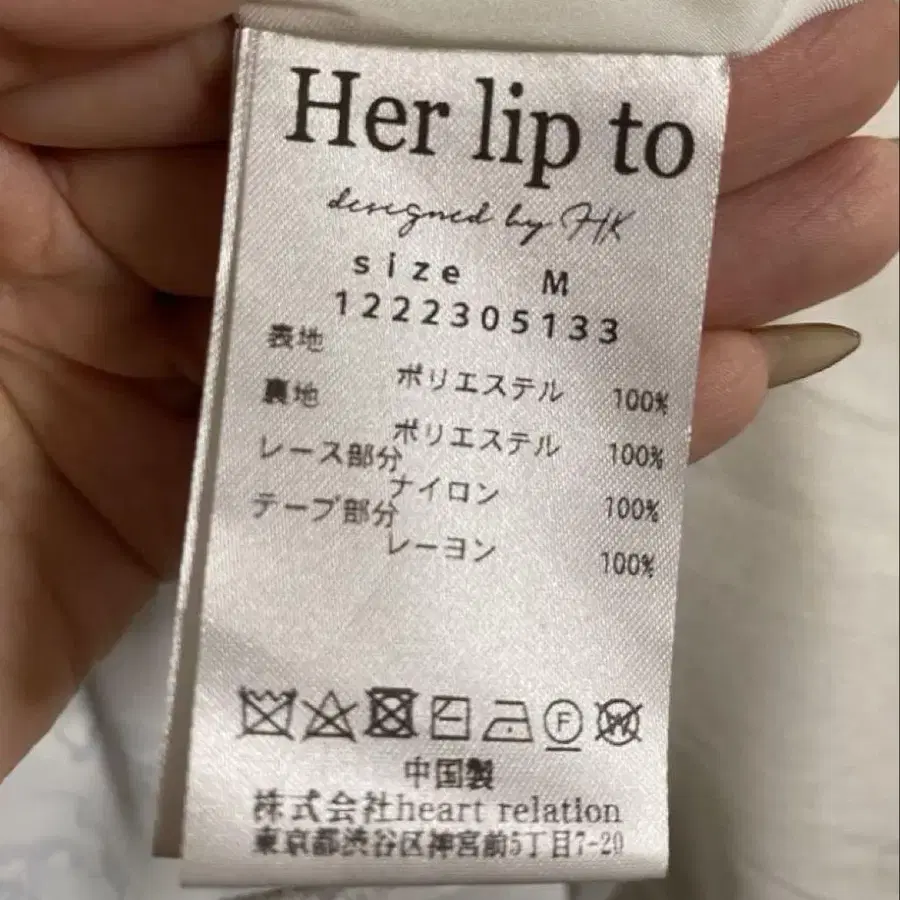 Her lip to
designed by HK
size M
1222305133
表地
ポリエステル 100%
裏地
ポリエステル 100%
レース部分
ナイロン 100%
テープ部分
レーヨン 100%
F W
中国製
株式会社heart relation
東京都渋谷区神宮前5丁目7-20